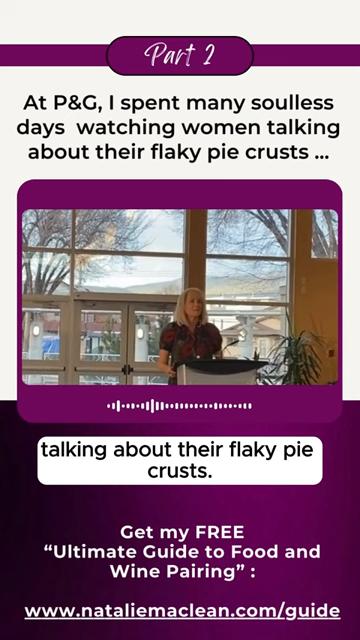 Part 2
At P&G, I spent many soulless
days watching women talking
about their flaky pie crusts ...
talking about their flaky pie
crusts.
Get my FREE
“Ultimate Guide to Food and
Wine Pairing” :
www.nataliemaclean.com/guide